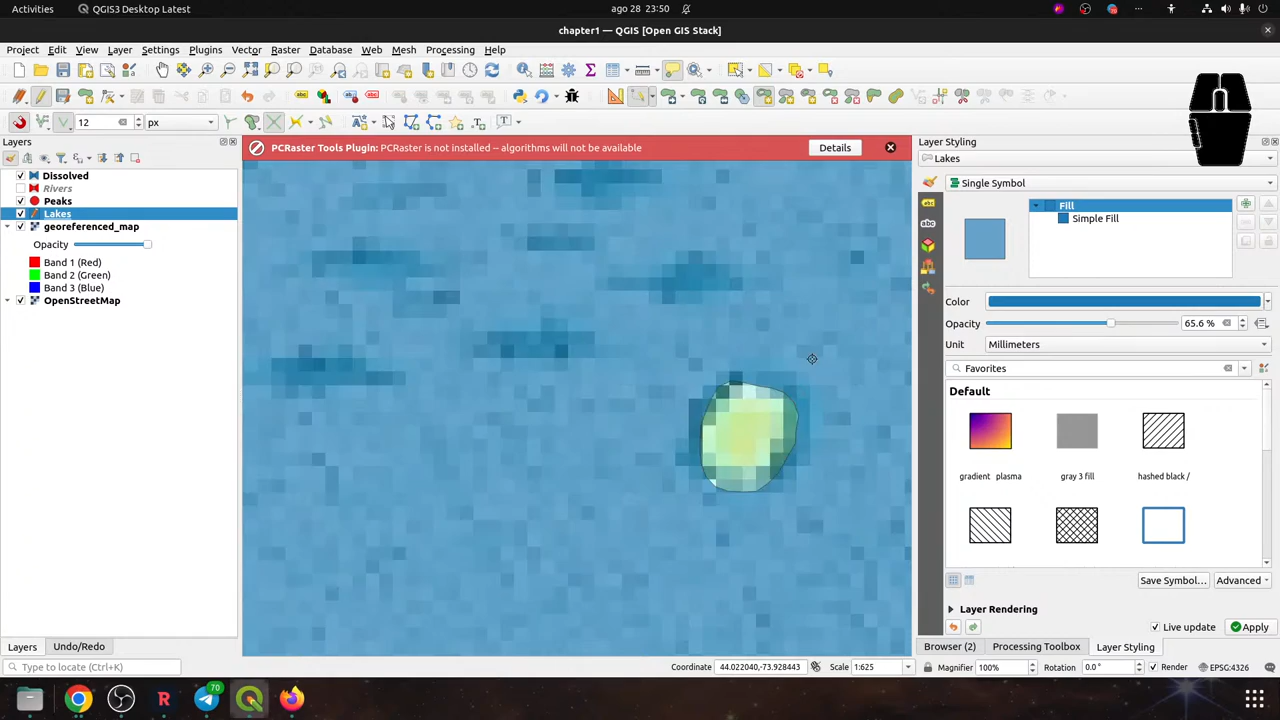 Activities
QGIS3 Desktop Latest
ago 28 23:50
chapter1 — QGIS [Open GIS Stack]
Project Edit View Layer Settings Plugins Vector Raster Database Web Mesh Processing Help
12 px
Layers
PCRaster Tools Plugin: PCRaster is not installed -- algorithms will not be available
Details
Layer Styling
Lakes
Dissolved
Rivers
Peaks
Lakes
georeferenced_map
Opacity
Band 1 (Red)
Band 2 (Green)
Band 3 (Blue)
OpenStreetMap
Single Symbol
Fill
Simple Fill
Color
Opacity 65.6 %
Unit Millimeters
Favorites
Default
gradient plasma
gray 3 fill
hashed black /
Save Symbol…
Advanced
Layer Rendering
Live update
Apply
Layers
Undo/Redo
Browser (2)
Processing Toolbox
Layer Styling
Type to locate (Ctrl+K)
Coordinate 44.022040,-73.928443
Scale 1:625
Magnifier 100%
Rotation 0.0 °
Render
EPSG:4326
70